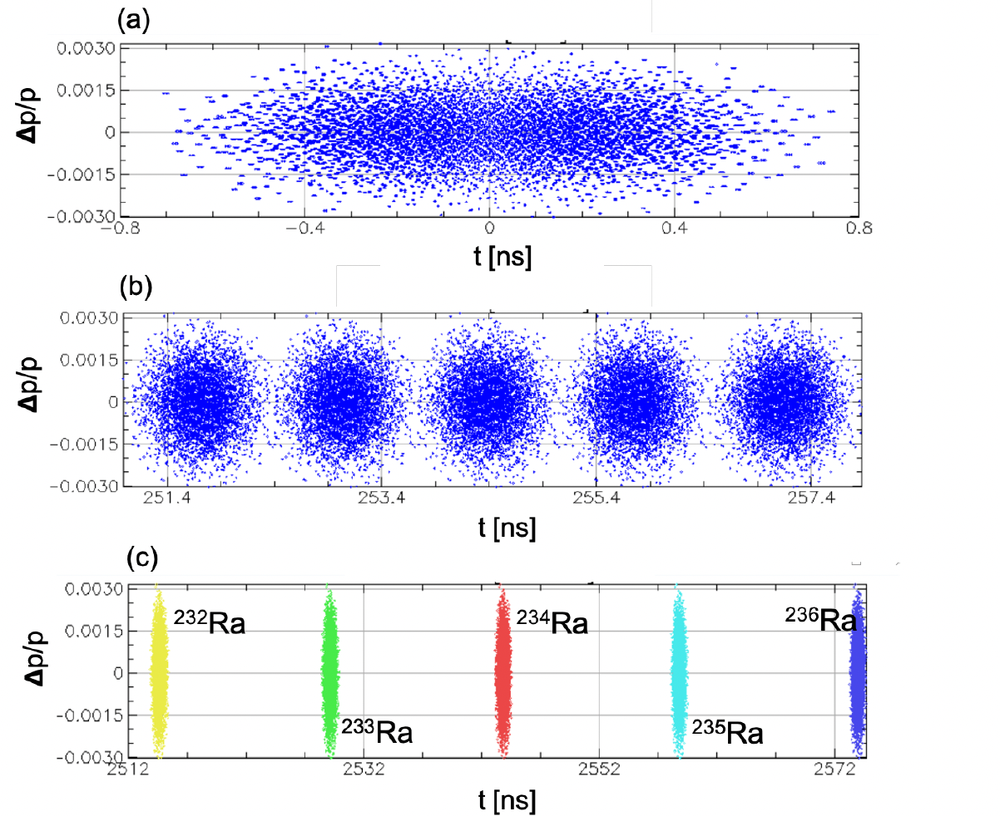 (a)
0.0030
0.0015
0
-0.0015
-0.0030
Δp/p
-0.8 -0.4 0 0.4 0.8
t [ns]
(b)
0.0030
0.0015
0
-0.0015
-0.0030
Δp/p
251.4 253.4 255.4 257.4
t [ns]
(c)
0.0030
0.0015
0
-0.0015
-0.0030
Δp/p
²³²Ra ²³⁴Ra ²³⁶Ra
²³³Ra ²³⁵Ra
2512 2532 2552 2572
t [ns]